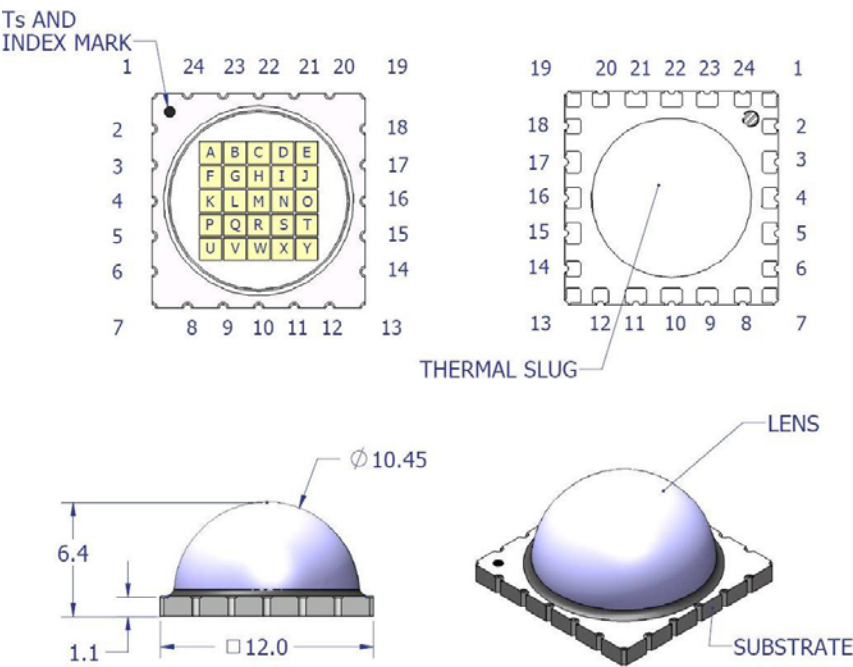 Ts AND
INDEX MARK
1 24 23 22 21 20 19
2 18
3 17
4 16
5 15
6 14
7 8 9 10 11 12 13
A B C D E
F G H I J
K L M N O
P Q R S T
U V W X Y
19 20 21 22 23 24 1
18 2
17 3
16 4
15 5
14 6
13 12 11 10 9 8 7
THERMAL SLUG
Ø10.45
6.4
1.1
□12.0
LENS
SUBSTRATE